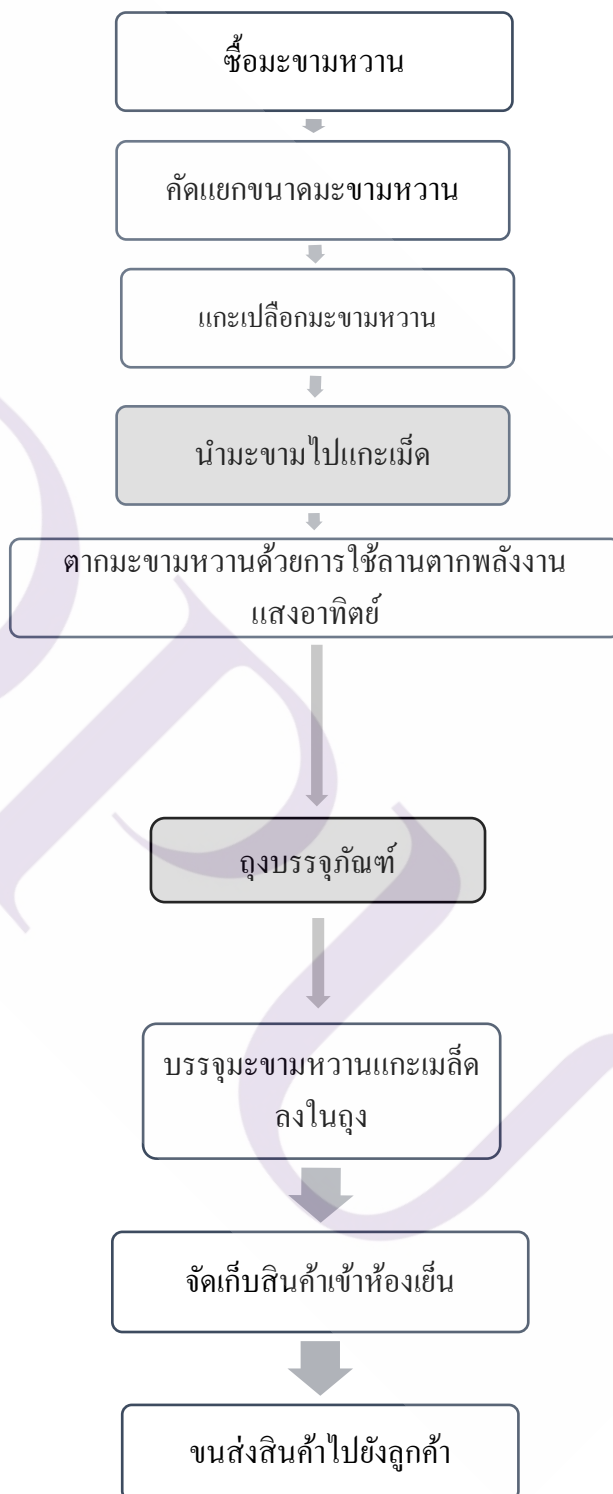 ซื้อมะขามหวาน
คัดแยกขนาดมะขามหวาน
แกะเปลือกมะขามหวาน
นำมะขามไปแกะเม็ด
ตากมะขามหวานด้วยการใช้ลานตากพลังงาน
แสงอาทิตย์
ถุงบรรจุภัณฑ์
บรรจุมะขามหวานแกะเมล็ด
ลงในถุง
จัดเก็บสินค้าเข้าห้องเย็น
ขนส่งสินค้าไปยังลูกค้า
DPU